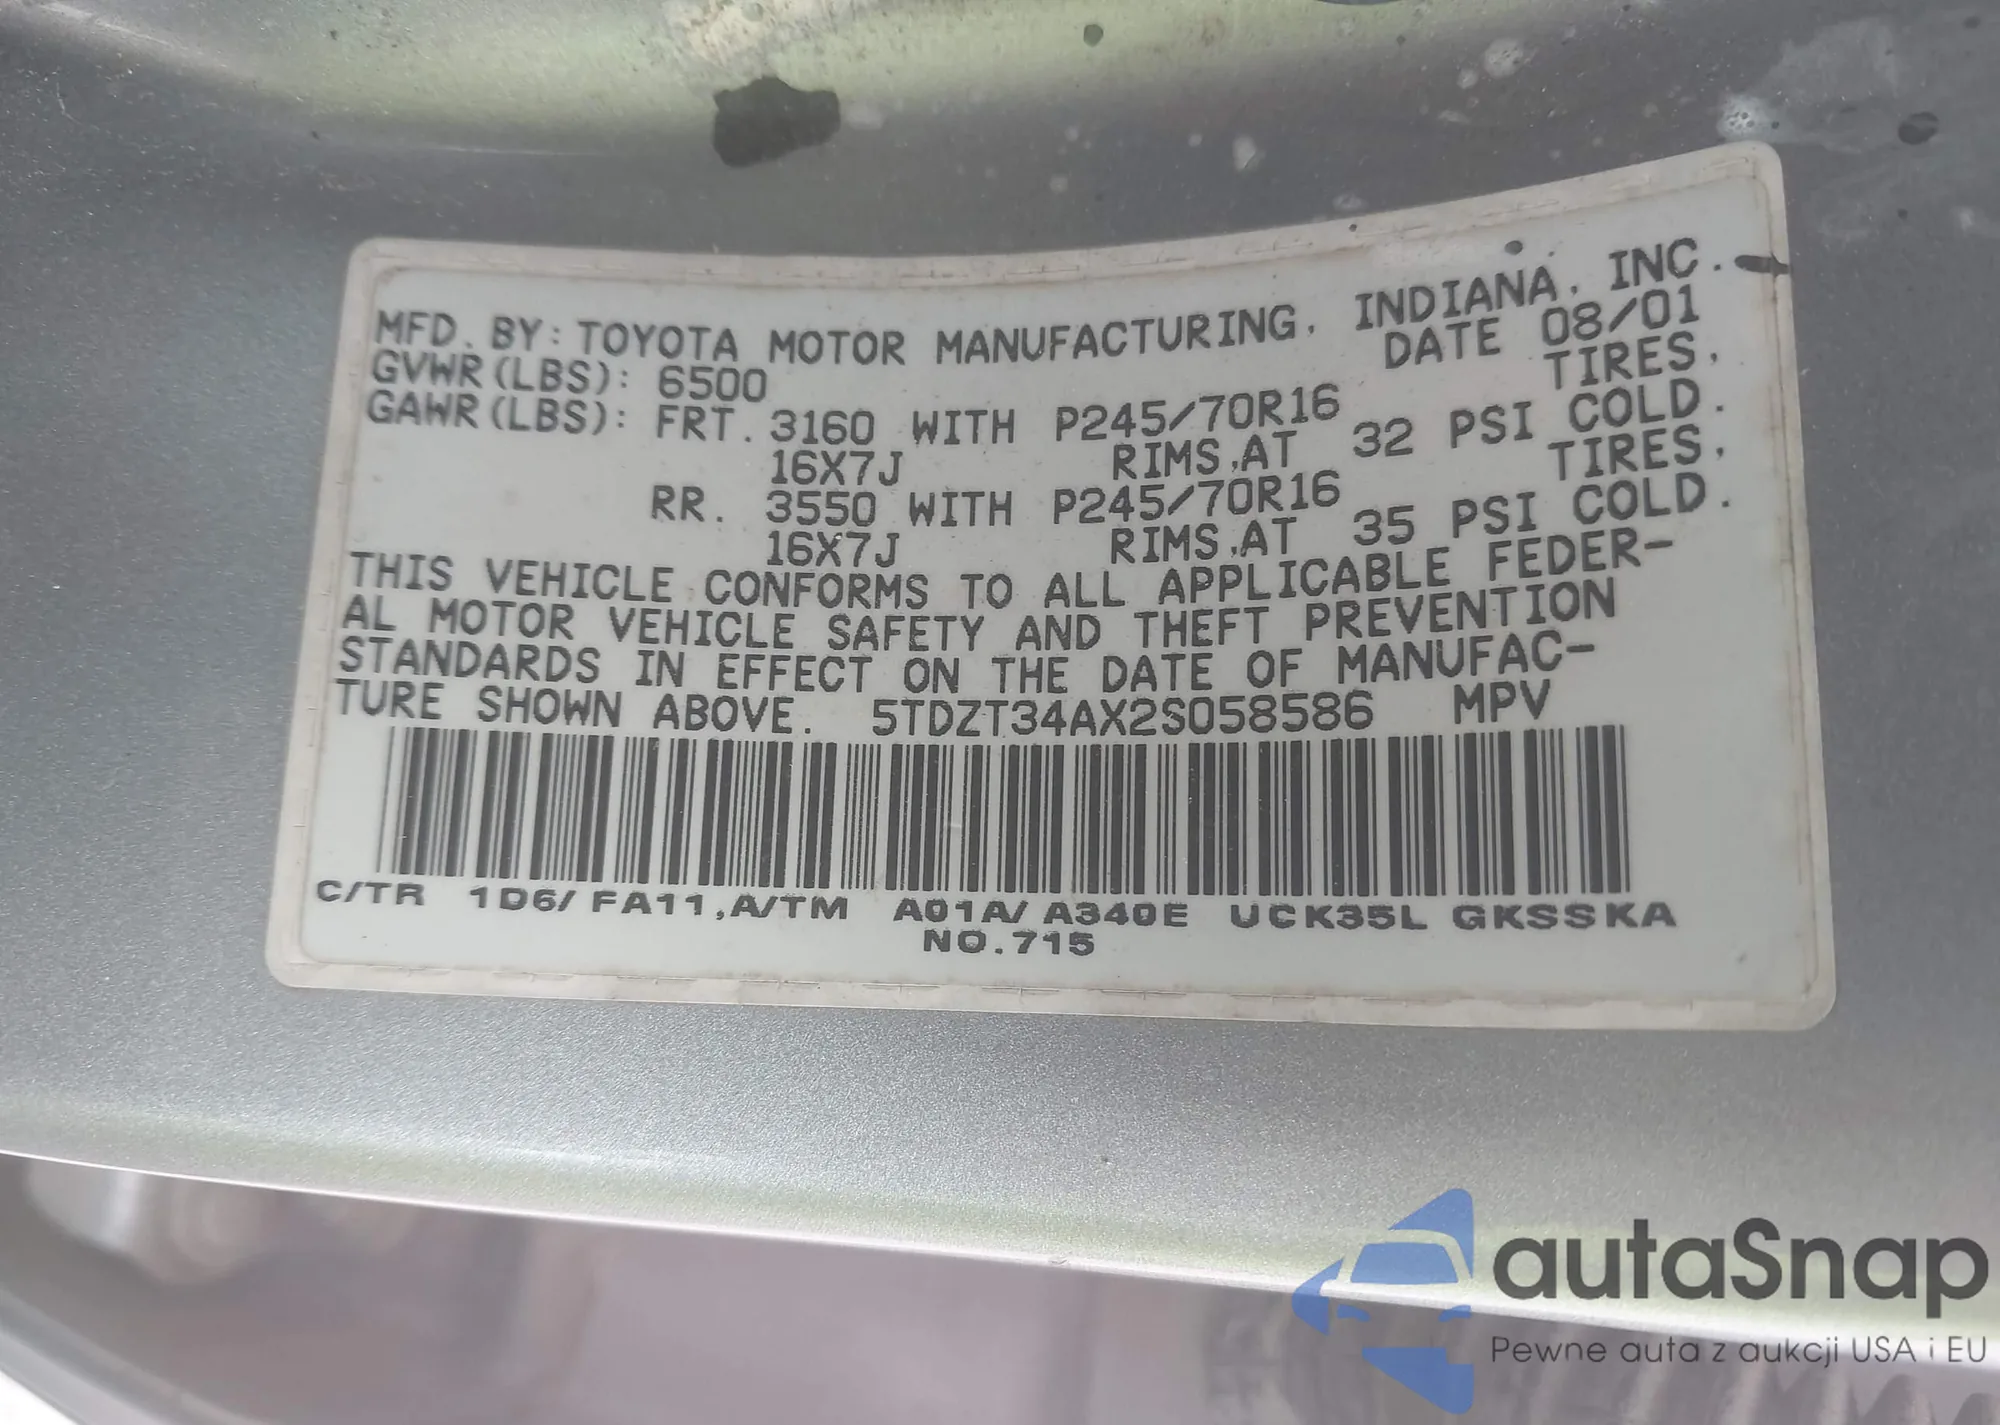 MFD. BY: TOYOTA MOTOR MANUFACTURING, INDIANA, INC.
GVWR(LBS): 6500 DATE 08/01
GAWR(LBS): FRT. 3160 WITH P245/70R16 TIRES,
16X7J RIMS,AT 32 PSI COLD.
RR. 3550 WITH P245/70R16 TIRES,
16X7J RIMS,AT 35 PSI COLD.
THIS VEHICLE CONFORMS TO ALL APPLICABLE FEDER-
AL MOTOR VEHICLE SAFETY AND THEFT PREVENTION
STANDARDS IN EFFECT ON THE DATE OF MANUFAC-
TURE SHOWN ABOVE. 5TDZT34AX2S058586 MPV
C/TR 1D6/ FA11,A/TM A01A/ A340E UCK35L GKSSKA
NO.715
autaSnap
Pewne auta z aukcji USA i EU